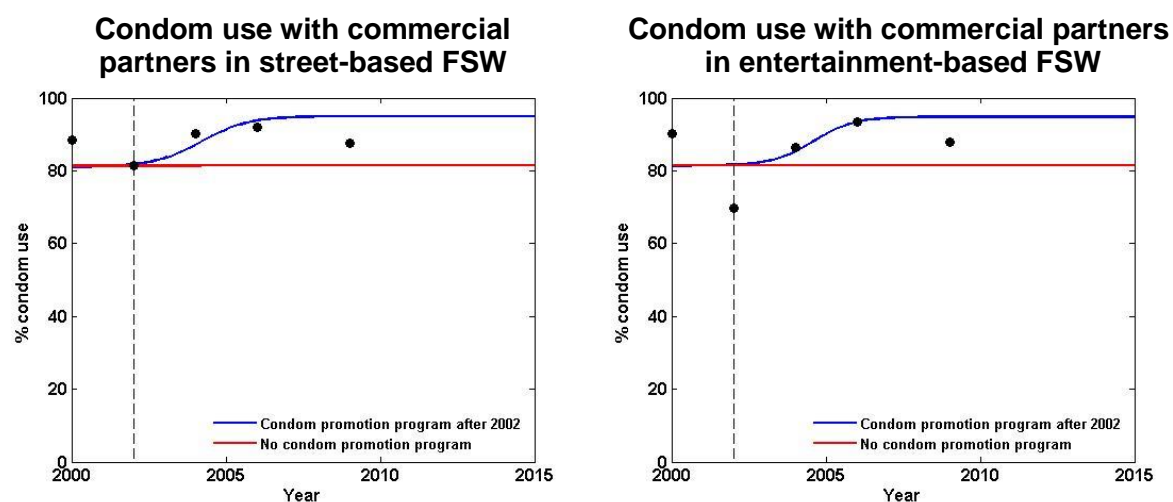 Condom use with commercial
partners in street-based FSW
100
80
60
40
20
0
% condom use
2000
2005
2010
2015
Year
Condom promotion program after 2002
No condom promotion program
Condom use with commercial partners
in entertainment-based FSW
100
80
60
40
20
0
% condom use
2000
2005
2010
2015
Year
Condom promotion program after 2002
No condom promotion program